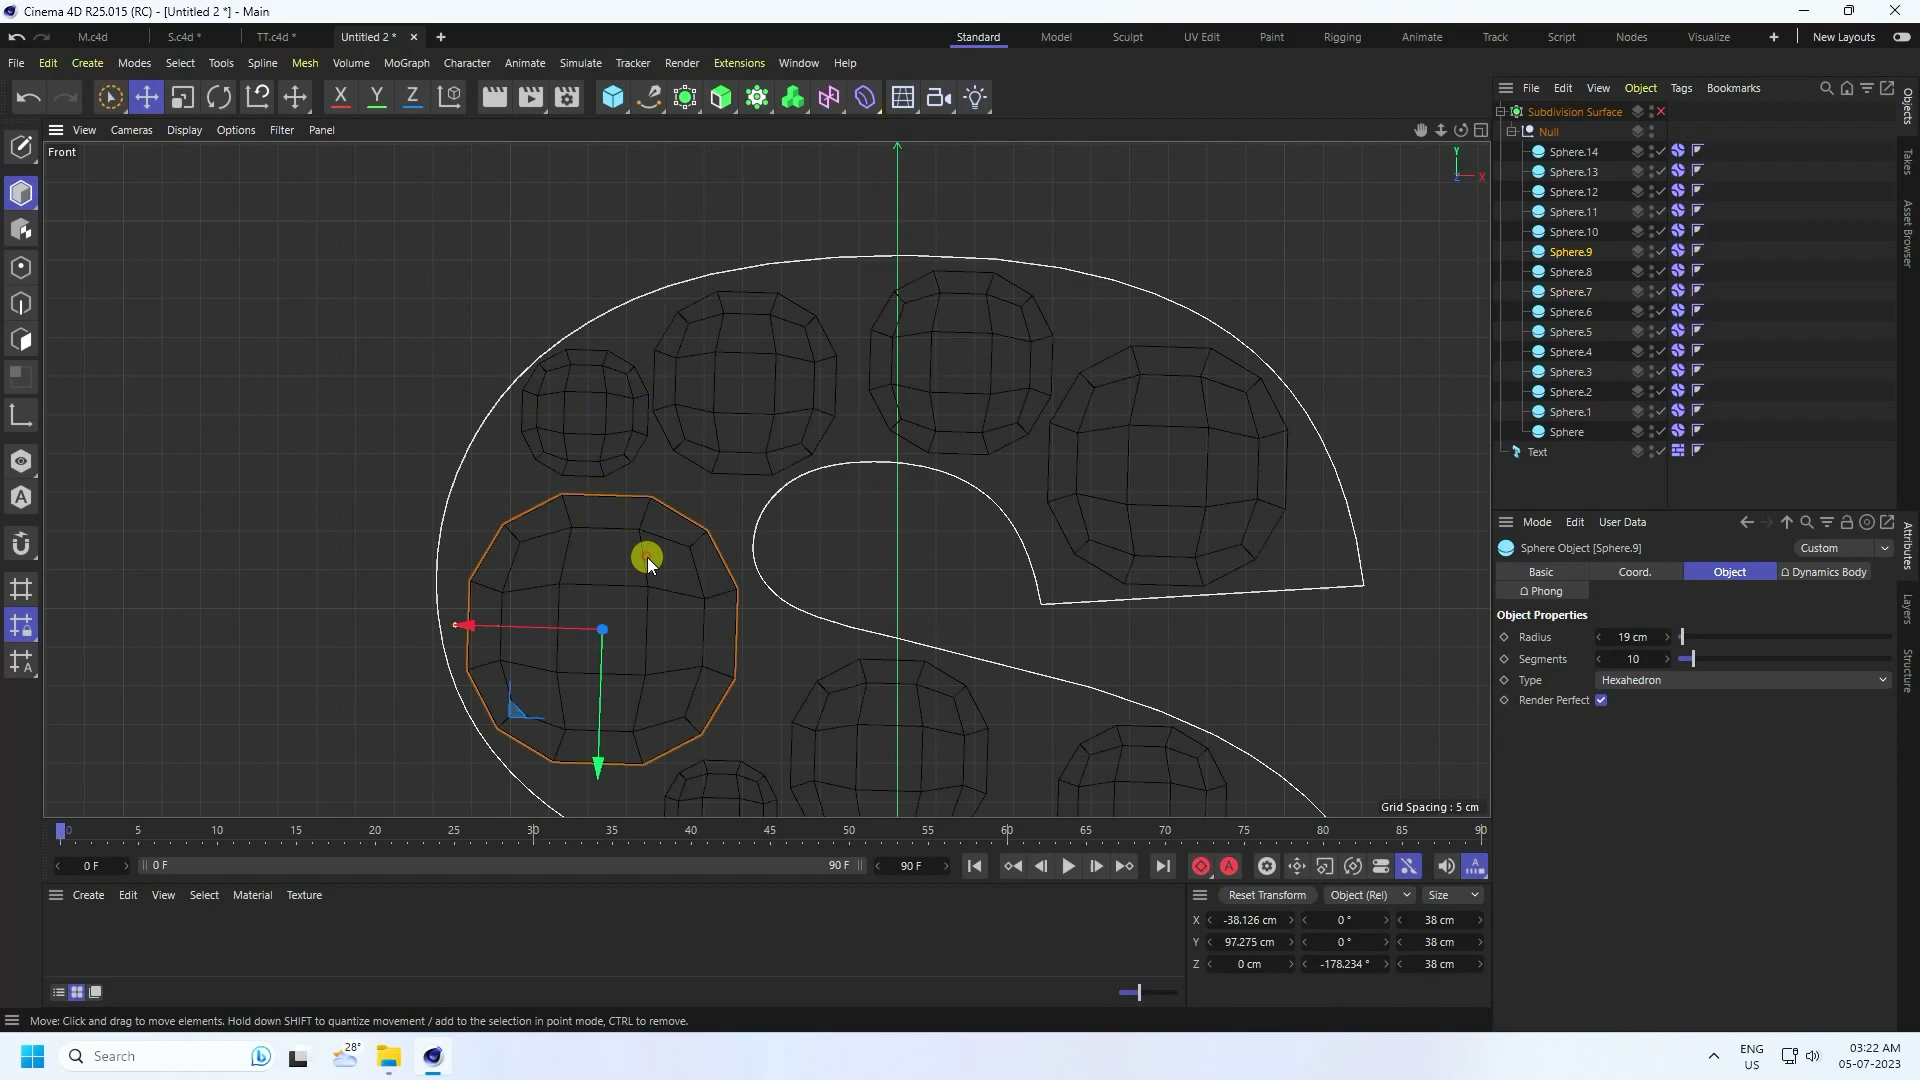 Cinema 4D R25.015 (RC) - [Untitled 2 *] - Main
M.c4d S.c4d * TT.c4d * Untitled 2 * Standard Model Sculpt UV Edit Paint Rigging Animate Track Script Nodes Visualize New Layouts
File Edit Create Modes Select Tools Spline Mesh Volume MoGraph Character Animate Simulate Tracker Render Extensions Window Help
X Y Z
File Edit View Object Tags Bookmarks
View Cameras Display Options Filter Panel
Front
Y
X
Z
Grid Spacing : 5 cm
Subdivision Surface
Null
Sphere.14
Sphere.13
Sphere.12
Sphere.11
Sphere.10
Sphere.9
Sphere.8
Sphere.7
Sphere.6
Sphere.5
Sphere.4
Sphere.3
Sphere.2
Sphere.1
Sphere
Text
Objects
Takes
Asset Browser
Mode Edit User Data
Sphere Object [Sphere.9] Custom
Basic Coord. Object Dynamics Body
Phong
Object Properties
Radius 19 cm
Segments 10
Type Hexahedron
Render Perfect
Attributes
Layers
Structure
0 5 10 15 20 25 30 35 40 45 50 55 60 65 70 75 80 85 90
0 F 0 F 90 F 90 F
Create Edit View Select Material Texture
Reset Transform Object (Rel) Size
X -38.126 cm 0 ° 38 cm
Y 97.275 cm 0 ° 38 cm
Z 0 cm -178.234 ° 38 cm
Move: Click and drag to move elements. Hold down SHIFT to quantize movement / add to the selection in point mode, CTRL to remove.
Search 28° ENG US 03:22 AM
05-07-2023